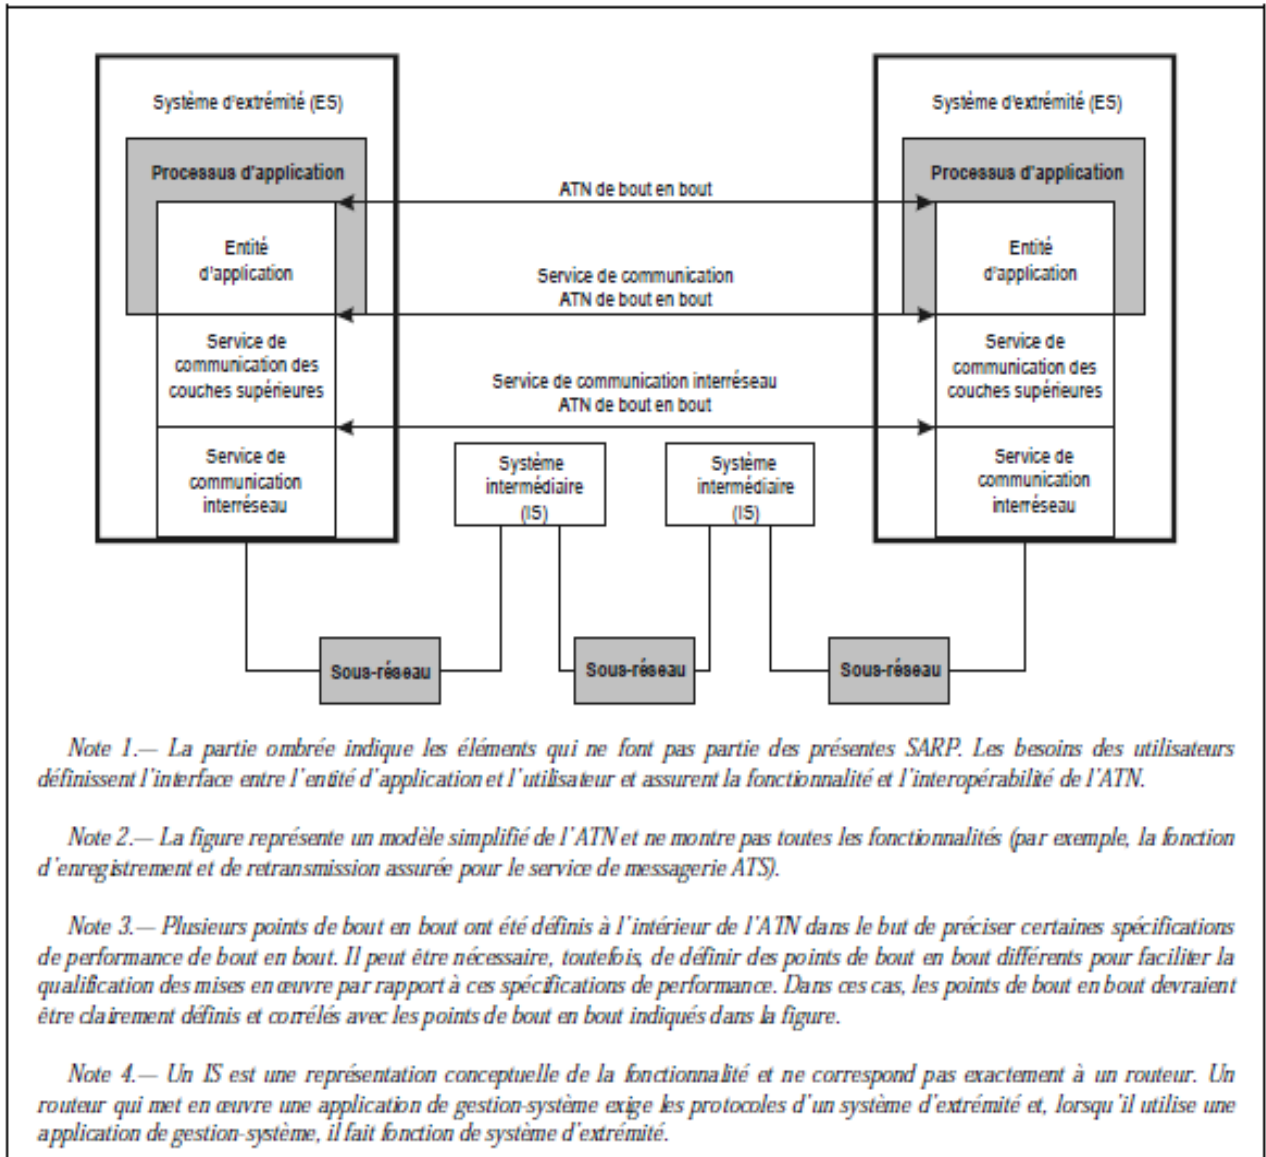 Système d'extrémité (ES)
Système d'extrémité (ES)
Processus d'application
Processus d'application
ATN de bout en bout
Entité
d'application
Entité
d'application
Service de communication
ATN de bout en bout
Service de
communication des
couches supérieures
Service de
communication des
couches supérieures
Service de communication interréseau
ATN de bout en bout
Service de
communication
interréseau
Système
intermédiaire
(IS)
Système
intermédiaire
(IS)
Service de
communication
interréseau
Sous-réseau
Sous-réseau
Sous-réseau
Note 1.— La partie ombrée indique les éléments qui ne font pas partie des présentes SARP. Les besoins des utilisateurs
définissent l'interface entre l'entité d'application et l'utilisateur et assurent la fonctionnalité et l'interopérabilité de l'ATN.
Note 2.— La figure représente un modèle simplifié de l'ATN et ne montre pas toutes les fonctionnalités (par exemple, la fonction
d'enregistrement et de retransmission assurée pour le service de messagerie ATS).
Note 3.— Plusieurs points de bout en bout ont été définis à l'intérieur de l'ATN dans le but de préciser certaines spécifications
de performance de bout en bout. Il peut être nécessaire, toutefois, de définir des points de bout en bout différents pour faciliter la
qualification des mises en œuvre par rapport à ces spécifications de performance. Dans ces cas, les points de bout en bout devraient
être clairement définis et corrélés avec les points de bout en bout indiqués dans la figure.
Note 4.— Un IS est une représentation conceptuelle de la fonctionnalité et ne correspond pas exactement à un routeur. Un
routeur qui met en œuvre une application de gestion-système exige les protocoles d'un système d'extrémité et, lorsqu'il utilise une
application de gestion-système, il fait fonction de système d'extrémité.